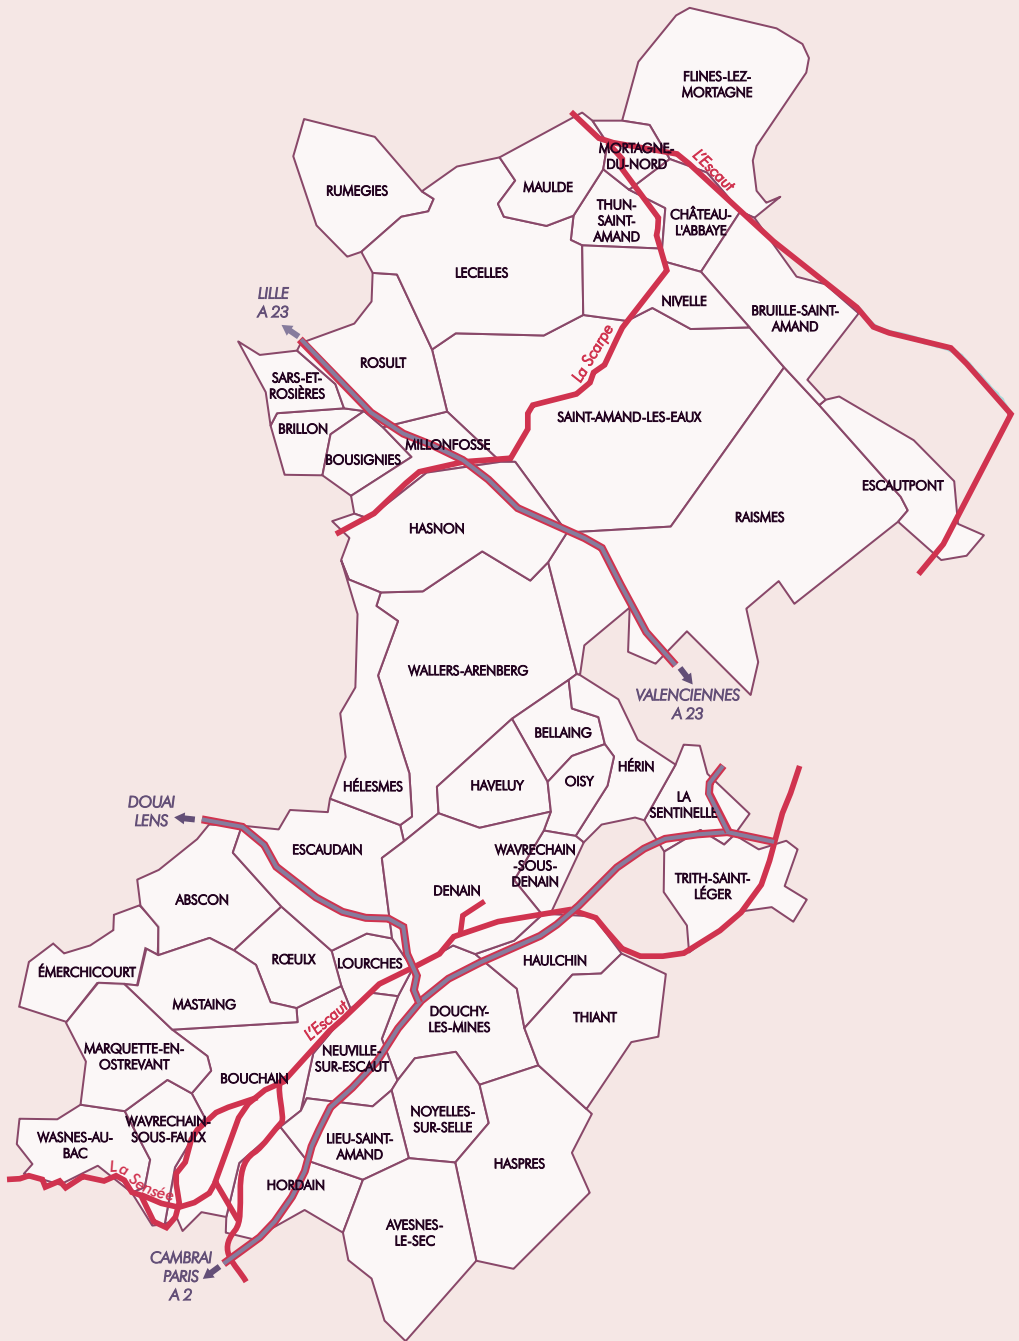 FLINES-LEZ-
MORTAGNE
MORTAGNE-
DU-NORD
L'Escaut
RUMEGIES
MAULDE
THUN-
SAINT-
AMAND
CHÂTEAU-
L'ABBAYE
LECELLES
NIVELLE
BRUILLE-SAINT-
AMAND
LILLE
A 23
ROSULT
La Scarpe
SARS-ET-
ROSIÈRES
BRILLON
BOUSIGNIES
MILLONFOSSE
SAINT-AMAND-LES-EAUX
ESCAUTPONT
HASNON
RAISMES
WALLERS-ARENBERG
VALENCIENNES
A 23
BELLAING
HÉRIN
OISY
HAVELUY
HÉLESMES
LA
SENTINELLE
DOUAI
LENS
ESCAUDAIN
WAVRECHAIN
-SOUS-
DENAIN
TRITH-SAINT-
LÉGER
DENAIN
ABSCON
ÉMERCHICOURT
RŒULX
LOURCHES
HAULCHIN
MASTAING
L'Escaut
DOUCHY-
LES-MINES
THIANT
MARQUETTE-EN-
OSTREVANT
BOUCHAIN
NEUVILLE-
SUR-ESCAUT
WAVRECHAIN-
SOUS-FAULX
NOYELLES-
SUR-SELLE
WASNES-AU-
BAC
LIEU-SAINT-
AMAND
HASPRES
La Sensée
HORDAIN
AVESNES-
LE-SEC
CAMBRAI
PARIS
A 2